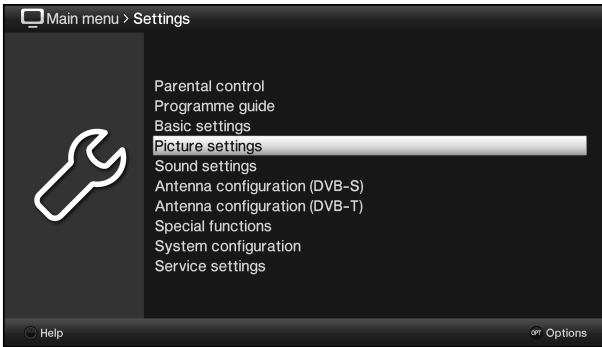 Main menu > Settings
Parental control
Programme guide
Basic settings
Picture settings
Sound settings
Antenna configuration (DVB-S)
Antenna configuration (DVB-T)
Special functions
System configuration
Service settings
Help
OPT Options